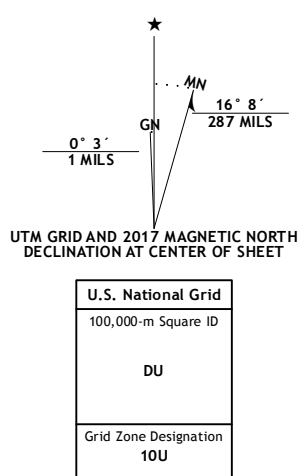 ★
MN
16° 8´
287 MILS
GN
0° 3´
1 MILS
UTM GRID AND 2017 MAGNETIC NORTH
DECLINATION AT CENTER OF SHEET
U.S. National Grid
100,000-m Square ID
DU
Grid Zone Designation
10U